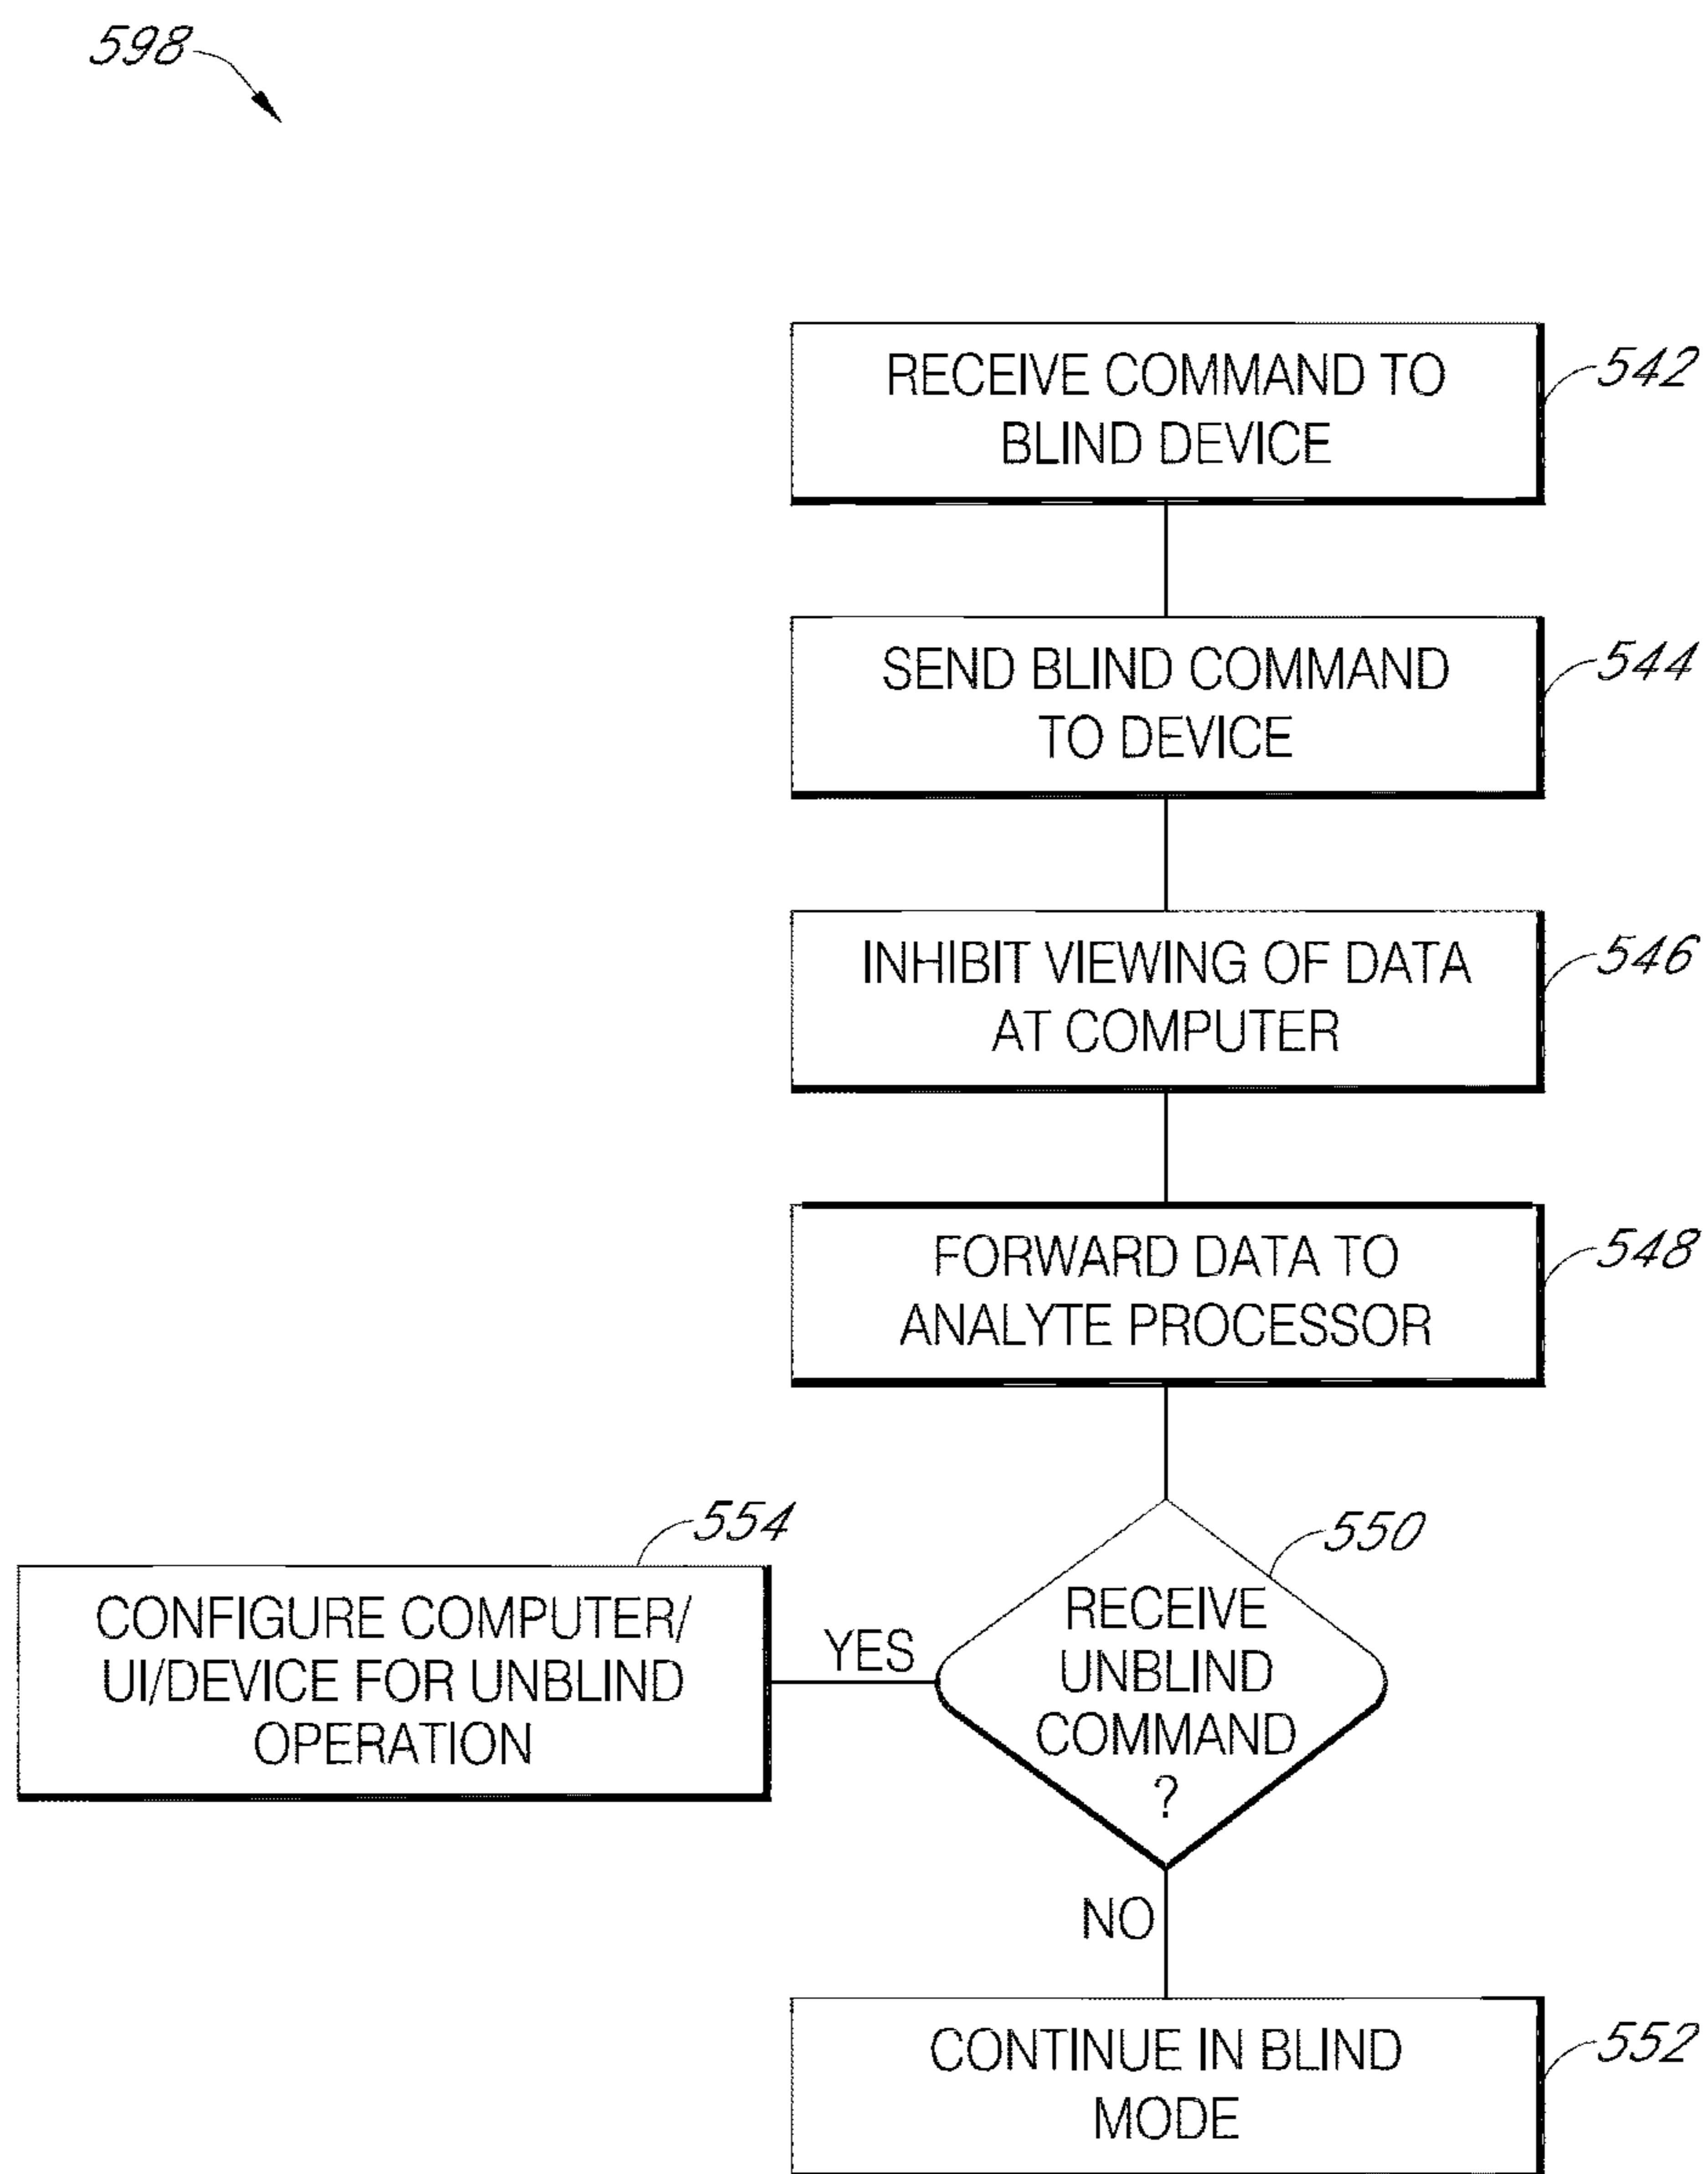 598
RECEIVE COMMAND TO
BLIND DEVICE
542
SEND BLIND COMMAND
TO DEVICE
544
INHIBIT VIEWING OF DATA
AT COMPUTER
546
FORWARD DATA TO
ANALYTE PROCESSOR
548
554
CONFIGURE COMPUTER/
UI/DEVICE FOR UNBLIND
OPERATION
YES
550
RECEIVE
UNBLIND
COMMAND
?
NO
CONTINUE IN BLIND
MODE
552